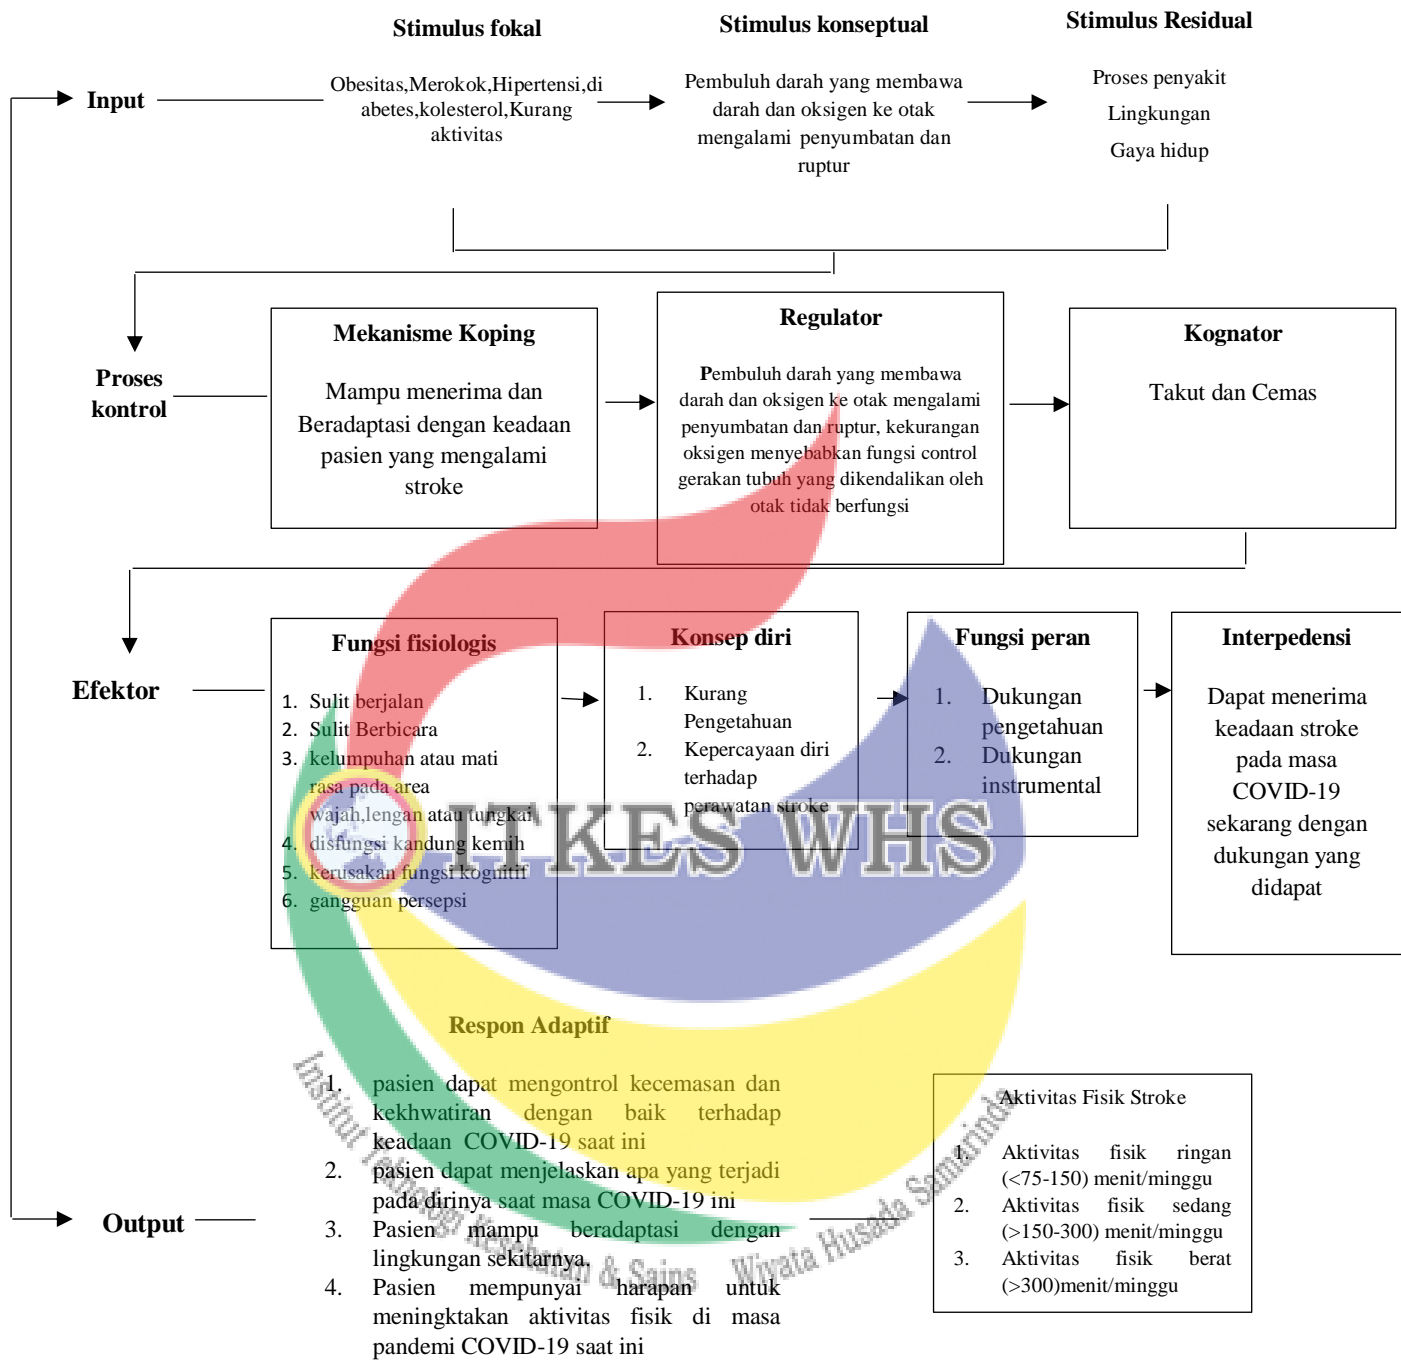 Stimulus fokal
Stimulus konseptual
Stimulus Residual
Input
Obesitas,Merokok,Hipertensi,di
abetes,kolesterol,Kurang
aktivitas
Pembuluh darah yang membawa
darah dan oksigen ke otak
mengalami penyumbatan dan
ruptur
Proses penyakit
Lingkungan
Gaya hidup
Proses
kontrol
Mekanisme Koping
Mampu menerima dan
Beradaptasi dengan keadaan
pasien yang mengalami
stroke
Regulator
Pembuluh darah yang membawa
darah dan oksigen ke otak mengalami
penyumbatan dan ruptur, kekurangan
oksigen menyebabkan fungsi control
gerakan tubuh yang dikendalikan oleh
otak tidak berfungsi
Kognator
Takut dan Cemas
Efektor
Fungsi fisiologis
1. Sulit berjalan
2. Sulit Berbicara
3. kelumpuhan atau mati
rasa pada area
wajah,lengan atau tungkai
4. disfungsi kandung kemih
5. kerusakan fungsi kognitif
6. gangguan persepsi
Konsep diri
1. Kurang
Pengetahuan
2. Kepercayaan diri
terhadap
perawatan stroke
Fungsi peran
1. Dukungan
pengetahuan
2. Dukungan
instrumental
Interpedensi
Dapat menerima
keadaan stroke
pada masa
COVID-19
sekarang dengan
dukungan yang
didapat
ITKES WHS
Output
Respon Adaptif
1. pasien dapat mengontrol kecemasan dan
kekhwatiran dengan baik terhadap
keadaan COVID-19 saat ini
2. pasien dapat menjelaskan apa yang terjadi
pada dirinya saat masa COVID-19 ini
3. Pasien mampu beradaptasi dengan
lingkungan sekitarnya.
4. Pasien mempunyai harapan untuk
meningktakan aktivitas fisik di masa
pandemi COVID-19 saat ini
Aktivitas Fisik Stroke
1. Aktivitas fisik ringan
(<75-150) menit/minggu
2. Aktivitas fisik sedang
(>150-300) menit/minggu
3. Aktivitas fisik berat
(>300)menit/minggu
Institut Teknologi Kesehatan & Sains Wiyata Husada Samarinda